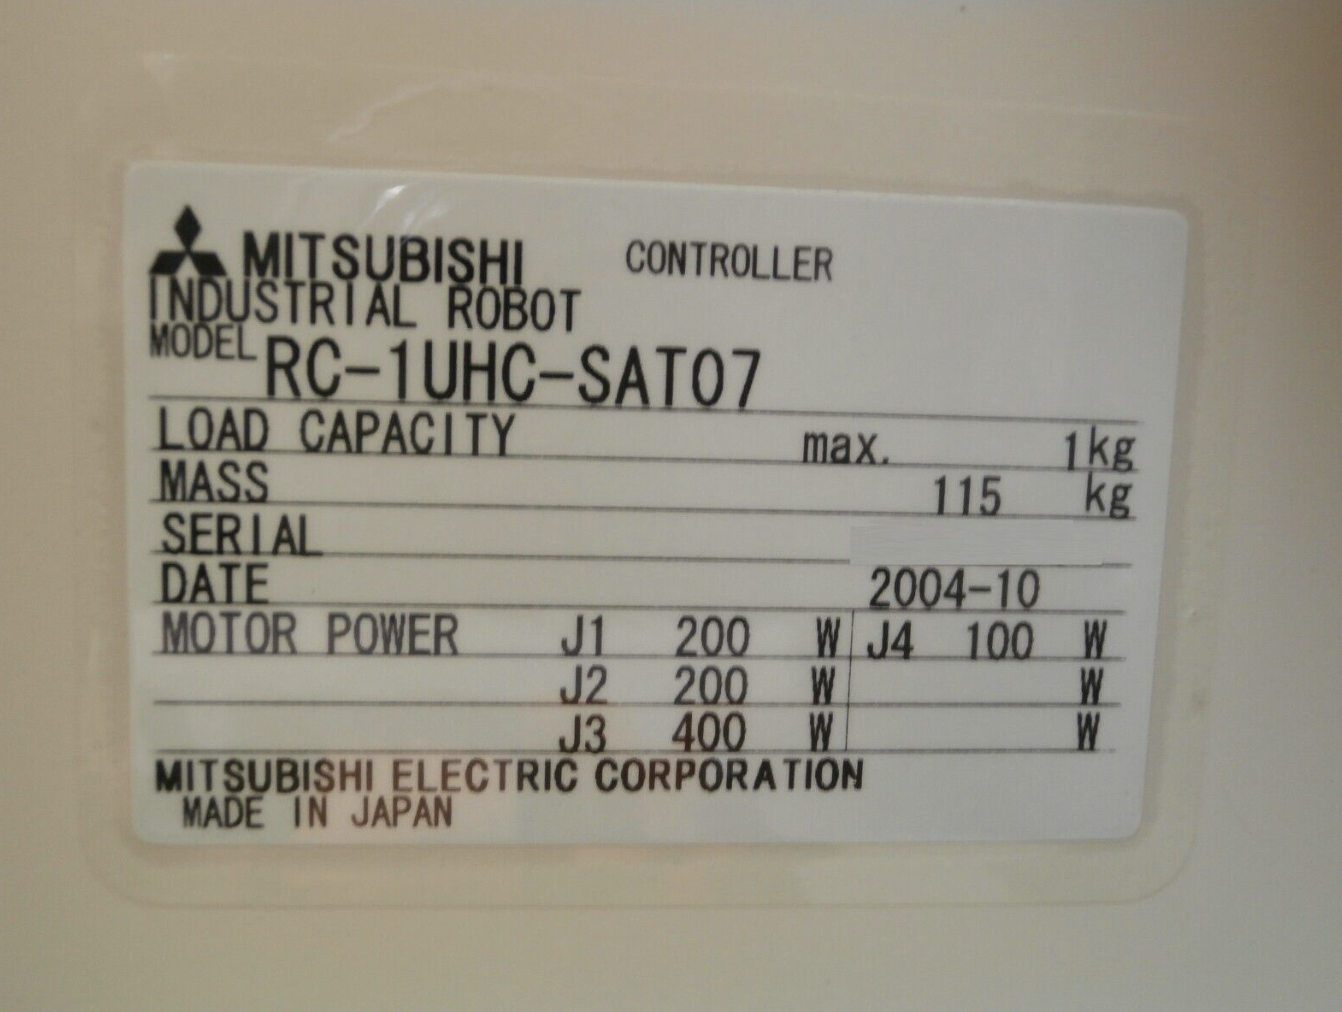 MITSUBISHI CONTROLLER
INDUSTRIAL ROBOT
MODEL RC-1UHC-SAT07
LOAD CAPACITY max. 1kg
MASS 115 kg
SERIAL
DATE 2004-10
MOTOR POWER J1 200 W J4 100 W
J2 200 W W
J3 400 W W
MITSUBISHI ELECTRIC CORPORATION
MADE IN JAPAN